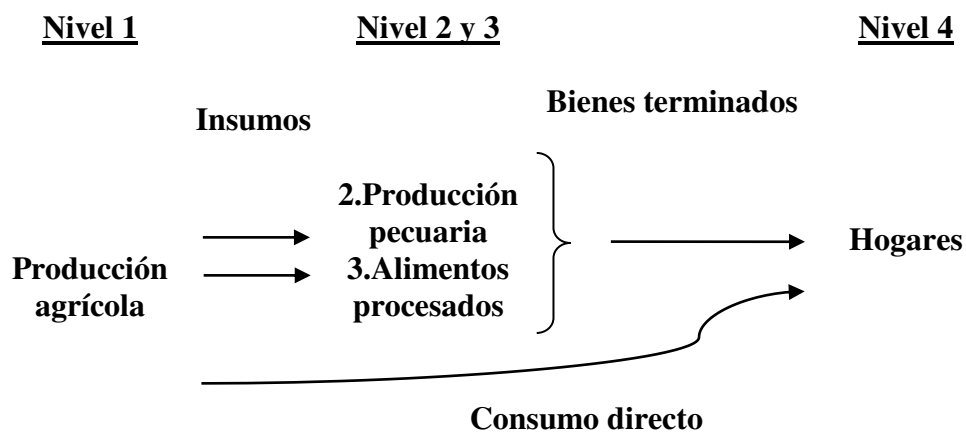 Nivel 1
Nivel 2 y 3
Nivel 4
Bienes terminados
Insumos
2.Producción
pecuaria
3.Alimentos
procesados
Producción
agrícola
Hogares
Consumo directo